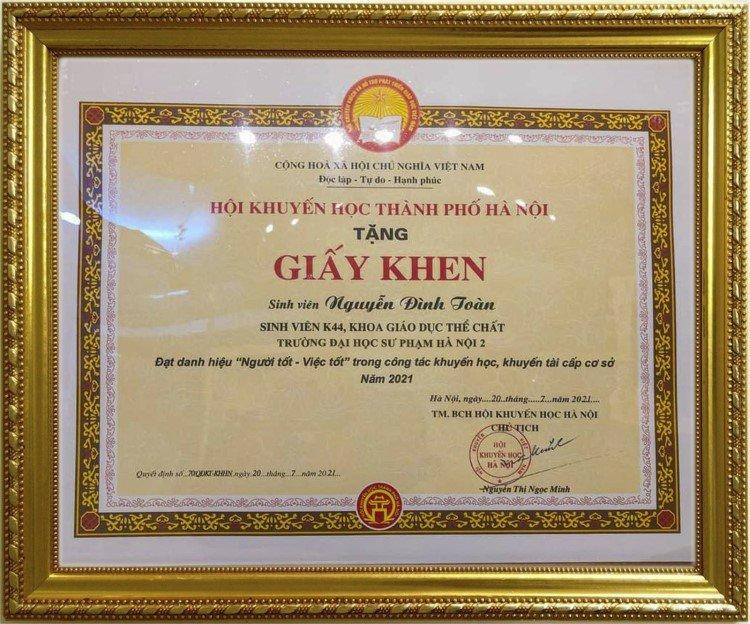 CỘNG HOÀ XÃ HỘI CHỦ NGHĨA VIỆT NAM
Độc lập - Tự do - Hạnh phúc
HỘI KHUYẾN HỌC THÀNH PHỐ HÀ NỘI
TẶNG
GIẤY KHEN
Sinh viên Nguyễn Đình Toàn
SINH VIÊN K44, KHOA GIÁO DỤC THỂ CHẤT
TRƯỜNG ĐẠI HỌC SƯ PHẠM HÀ NỘI 2
Đạt danh hiệu “Người tốt - Việc tốt” trong công tác khuyến học, khuyến tài cấp cơ sở
Năm 2021
Hà Nội, ngày....20...tháng.....7...năm 2021....
TM. BCH HỘI KHUYẾN HỌC HÀ NỘI
CHỦ TỊCH
HỘI
KHUYẾN HỌC
HÀ NỘI
Nguyễn Thị Ngọc Minh
Quyết định số..70/QĐKT-KHHN.ngày:20...tháng...7 năm 2021...